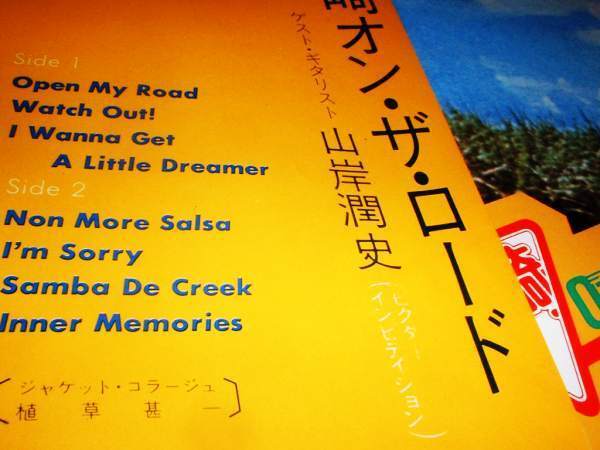 Side 1
Open My Road
Watch Out!
I Wanna Get
A Little Dreamer
Side 2
Non More Salsa
I'm Sorry
Samba De Creek
Inner Memories
〔ジャケット・コラージュ
植草甚一〕
オン・ザ・ロード
ゲスト・ギタリスト
山岸潤史
(ビクター
インビテイション)